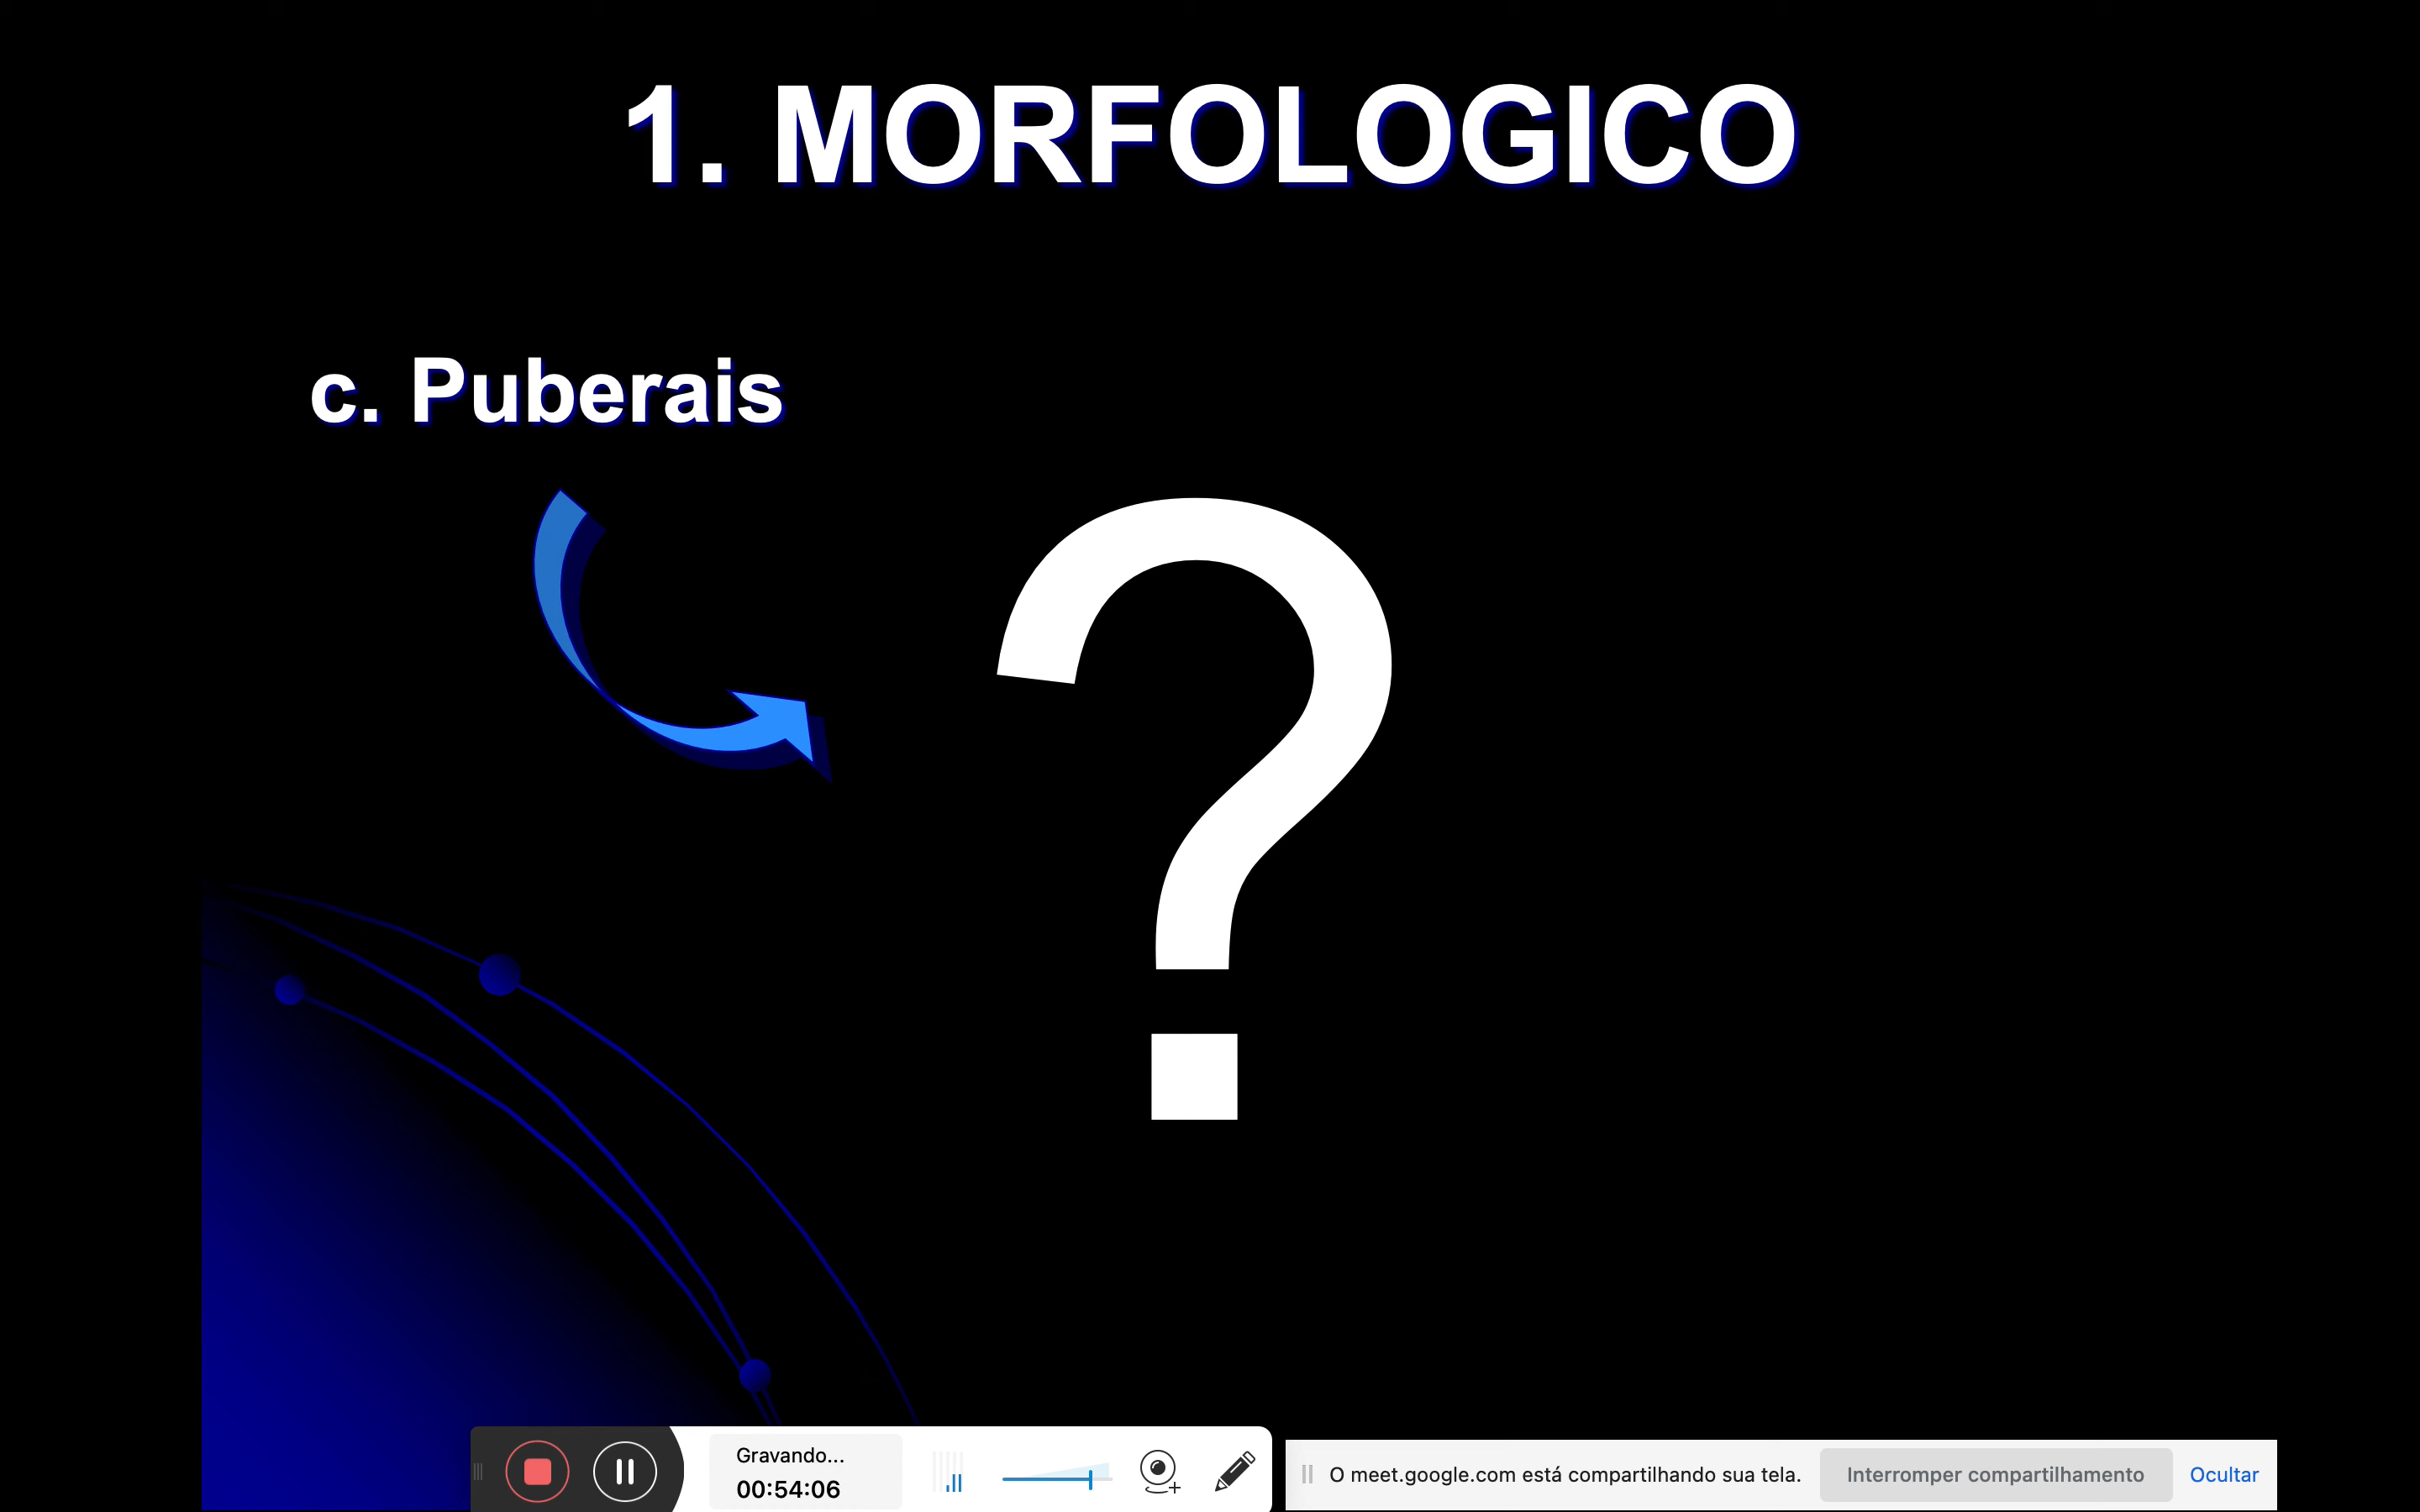 1. MORFOLOGICO
c. Puberais
?
Gravando...
00:54:06
O meet.google.com está compartilhando sua tela.
Interromper compartilhamento
Ocultar